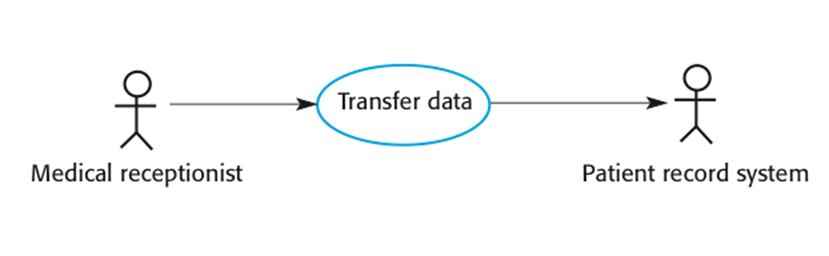 Transfer data
Medical receptionist
Patient record system